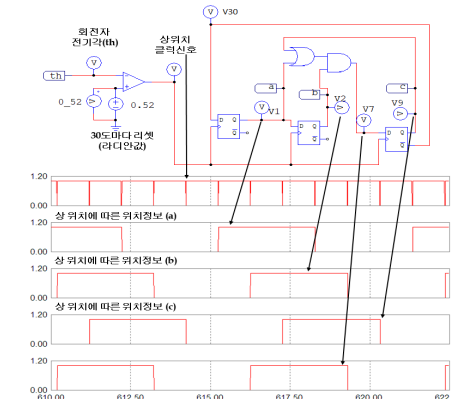 V30
회전자
전기각(th)
상위치
클럭신호
V
V
V
th
0_52
V
0.52
30도마다 리셋
(라디안값)
a
b
c
V
V1
V
V2
V7
V
V9
V
D Q
Q
D Q
Q
D Q
Q
1.20
0.00
상 위치에 따른 위치정보 (a)
1.20
0.00
상 위치에 따른 위치정보 (b)
1.20
0.00
상 위치에 따른 위치정보 (c)
1.20
0.00
1.20
0.00
610.00 612.50 615.00 617.50 620.00 622